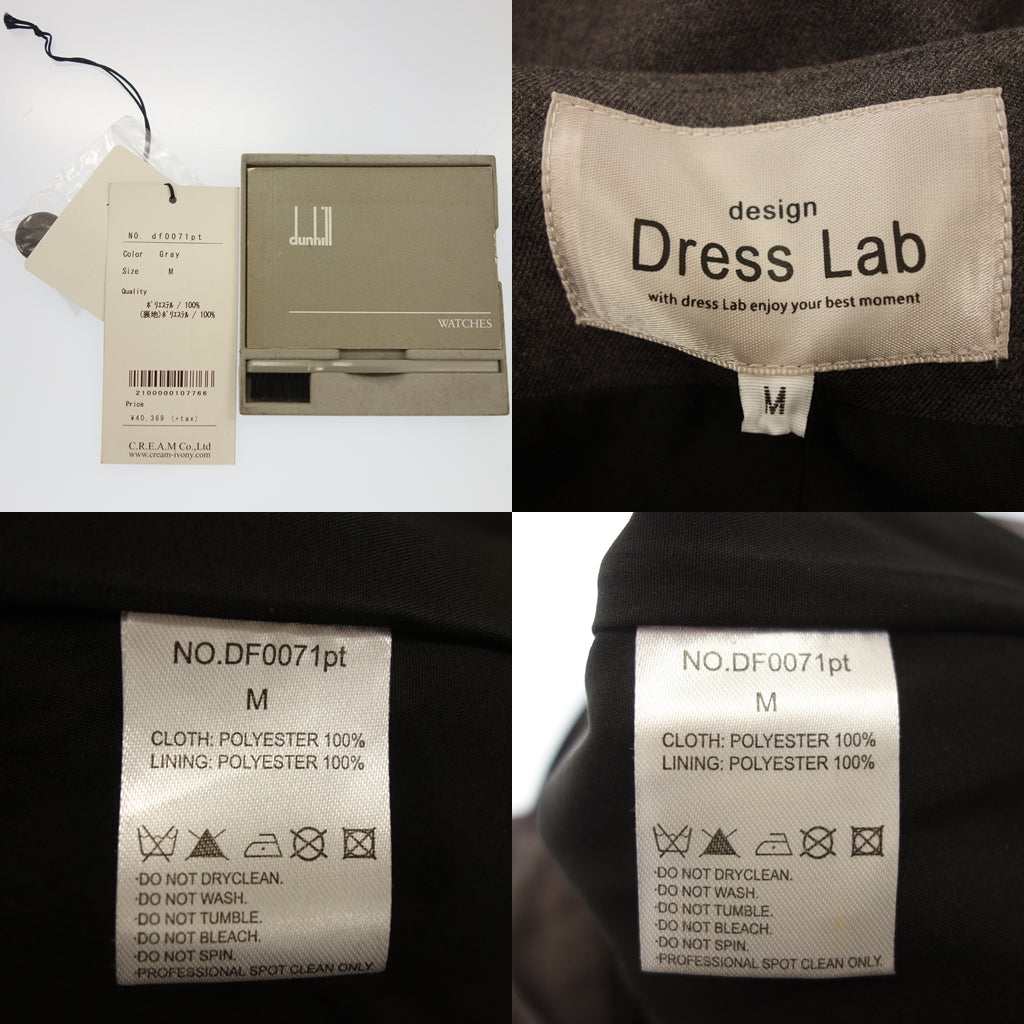 NO. df0071pt
Color Gray
Size M
Quality
ポリエステル / 100%
(裏地)ポリエステル / 100%
2100000107766
Price
¥40,369 (+tax)
C.R.E.A.M Co.,Ltd
www.cream-ivony.com
dunhill
WATCHES
design
Dress Lab
with dress Lab enjoy your best moment
M
NO.DF0071pt
M
CLOTH: POLYESTER 100%
LINING: POLYESTER 100%
·DO NOT DRYCLEAN.
·DO NOT WASH.
·DO NOT TUMBLE.
·DO NOT BLEACH.
·DO NOT SPIN.
·PROFESSIONAL SPOT CLEAN ONLY.
NO.DF0071pt
M
CLOTH: POLYESTER 100%
LINING: POLYESTER 100%
·DO NOT DRYCLEAN.
·DO NOT WASH.
·DO NOT TUMBLE.
·DO NOT BLEACH.
·DO NOT SPIN.
·PROFESSIONAL SPOT CLEAN ONLY.